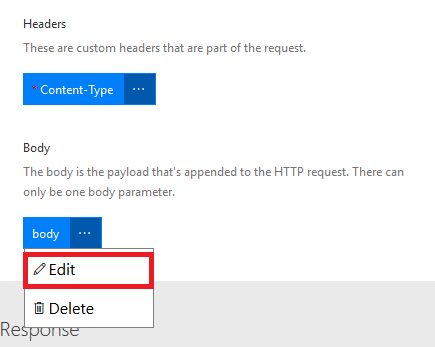 Headers
These are custom headers that are part of the request.
* Content-Type ...
Body
The body is the payload that's appended to the HTTP request. There can
only be one body parameter.
body ...
Edit
Delete
Response